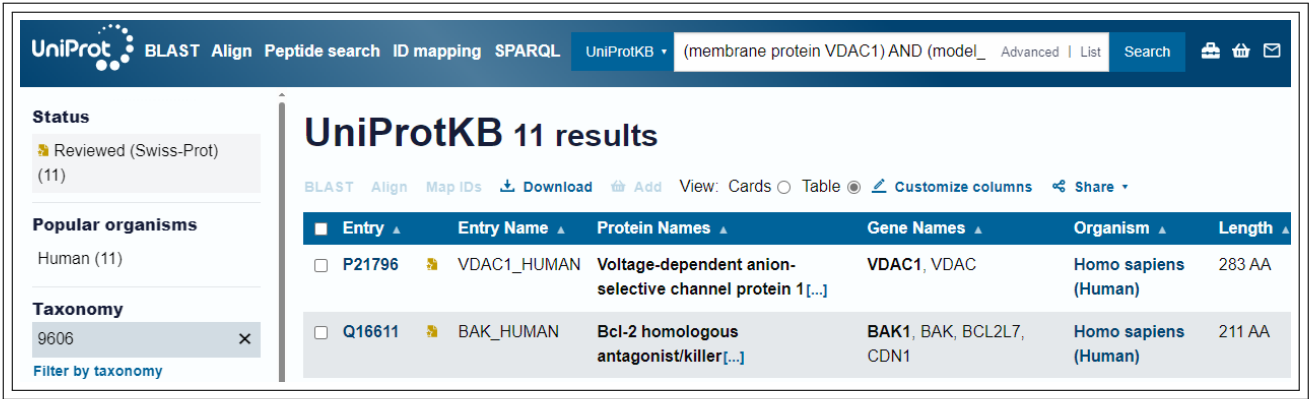 UniProt BLAST Align Peptide search ID mapping SPARQL UniProtKB (membrane protein VDAC1) AND (model_ Advanced | List Search
Status
Reviewed (Swiss-Prot)
(11)
Popular organisms
Human (11)
Taxonomy
9606
Filter by taxonomy
UniProtKB 11 results
BLAST Align Map IDs Download Add View: Cards Table Customize columns Share
Entry Entry Name Protein Names Gene Names Organism Length
P21796 VDAC1_HUMAN Voltage-dependent anion- VDAC1, VDAC Homo sapiens 283 AA
selective channel protein 1[...] (Human)
Q16611 BAK_HUMAN Bcl-2 homologous BAK1, BAK, BCL2L7, Homo sapiens 211 AA
antagonist/killer[...] CDN1 (Human)